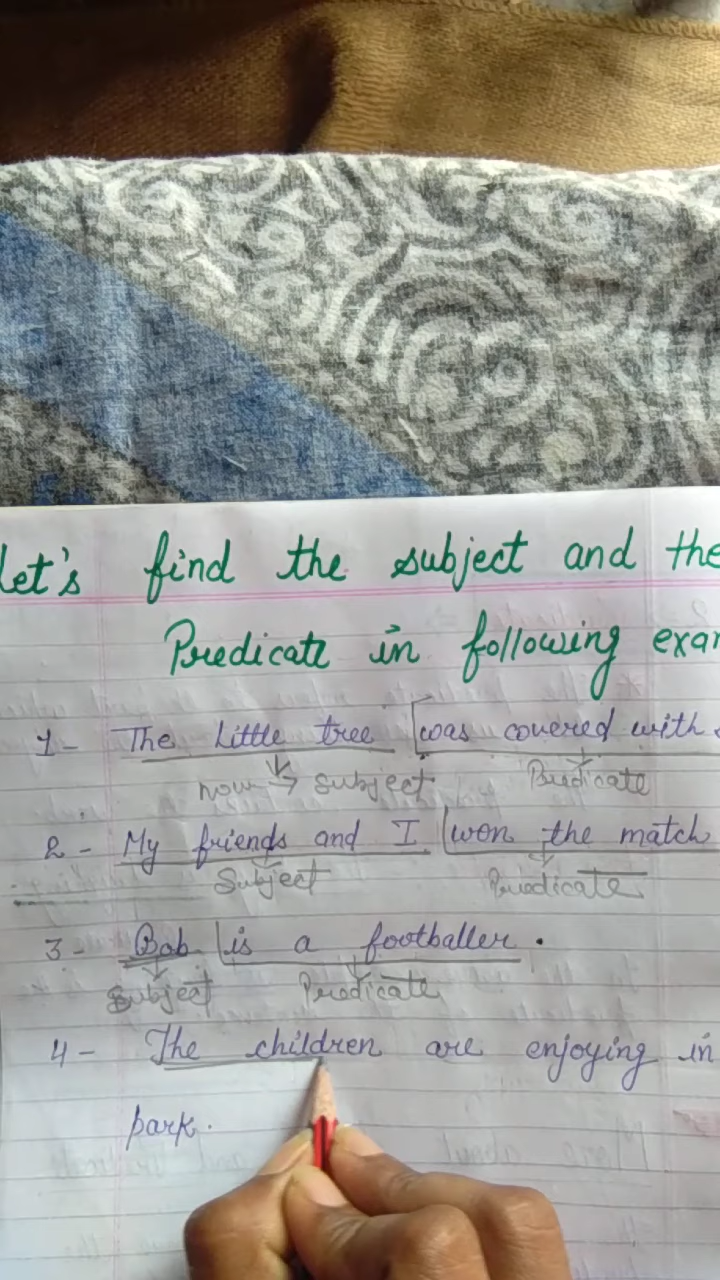 let's find the subject and the
Predicate in following
1- The little tree was covered with
now → Subject Predicate
2- My friends and I won the match
Subject Predicate
3- Bob is a footballer.
Subject Predicate
4- The children are enjoying in
park.